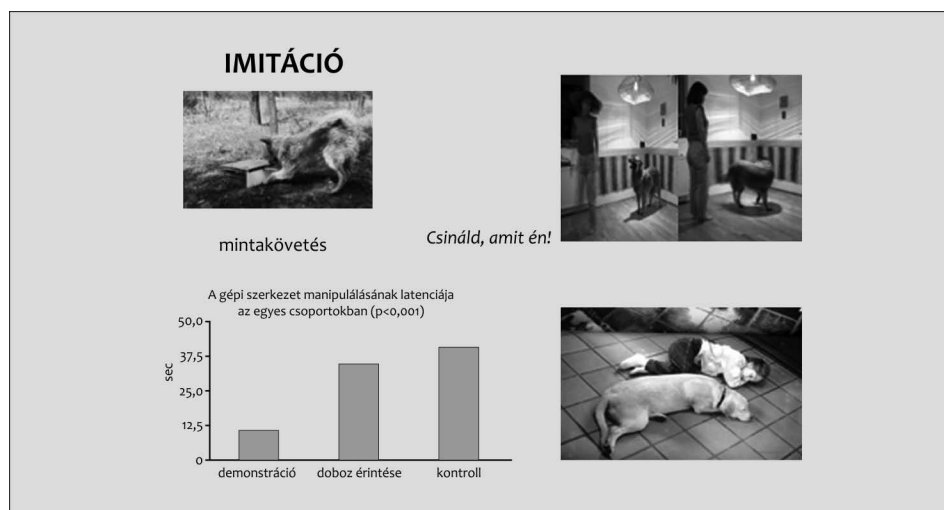 IMITÁCIÓ
mintakövetés
Csináld, amit én!
A gépi szerkezet manipulálásának latenciája
az egyes csoportokban (p<0,001)
50,0
37,5
25,0
12,5
0
sec
demonstráció
doboz érintése
kontroll